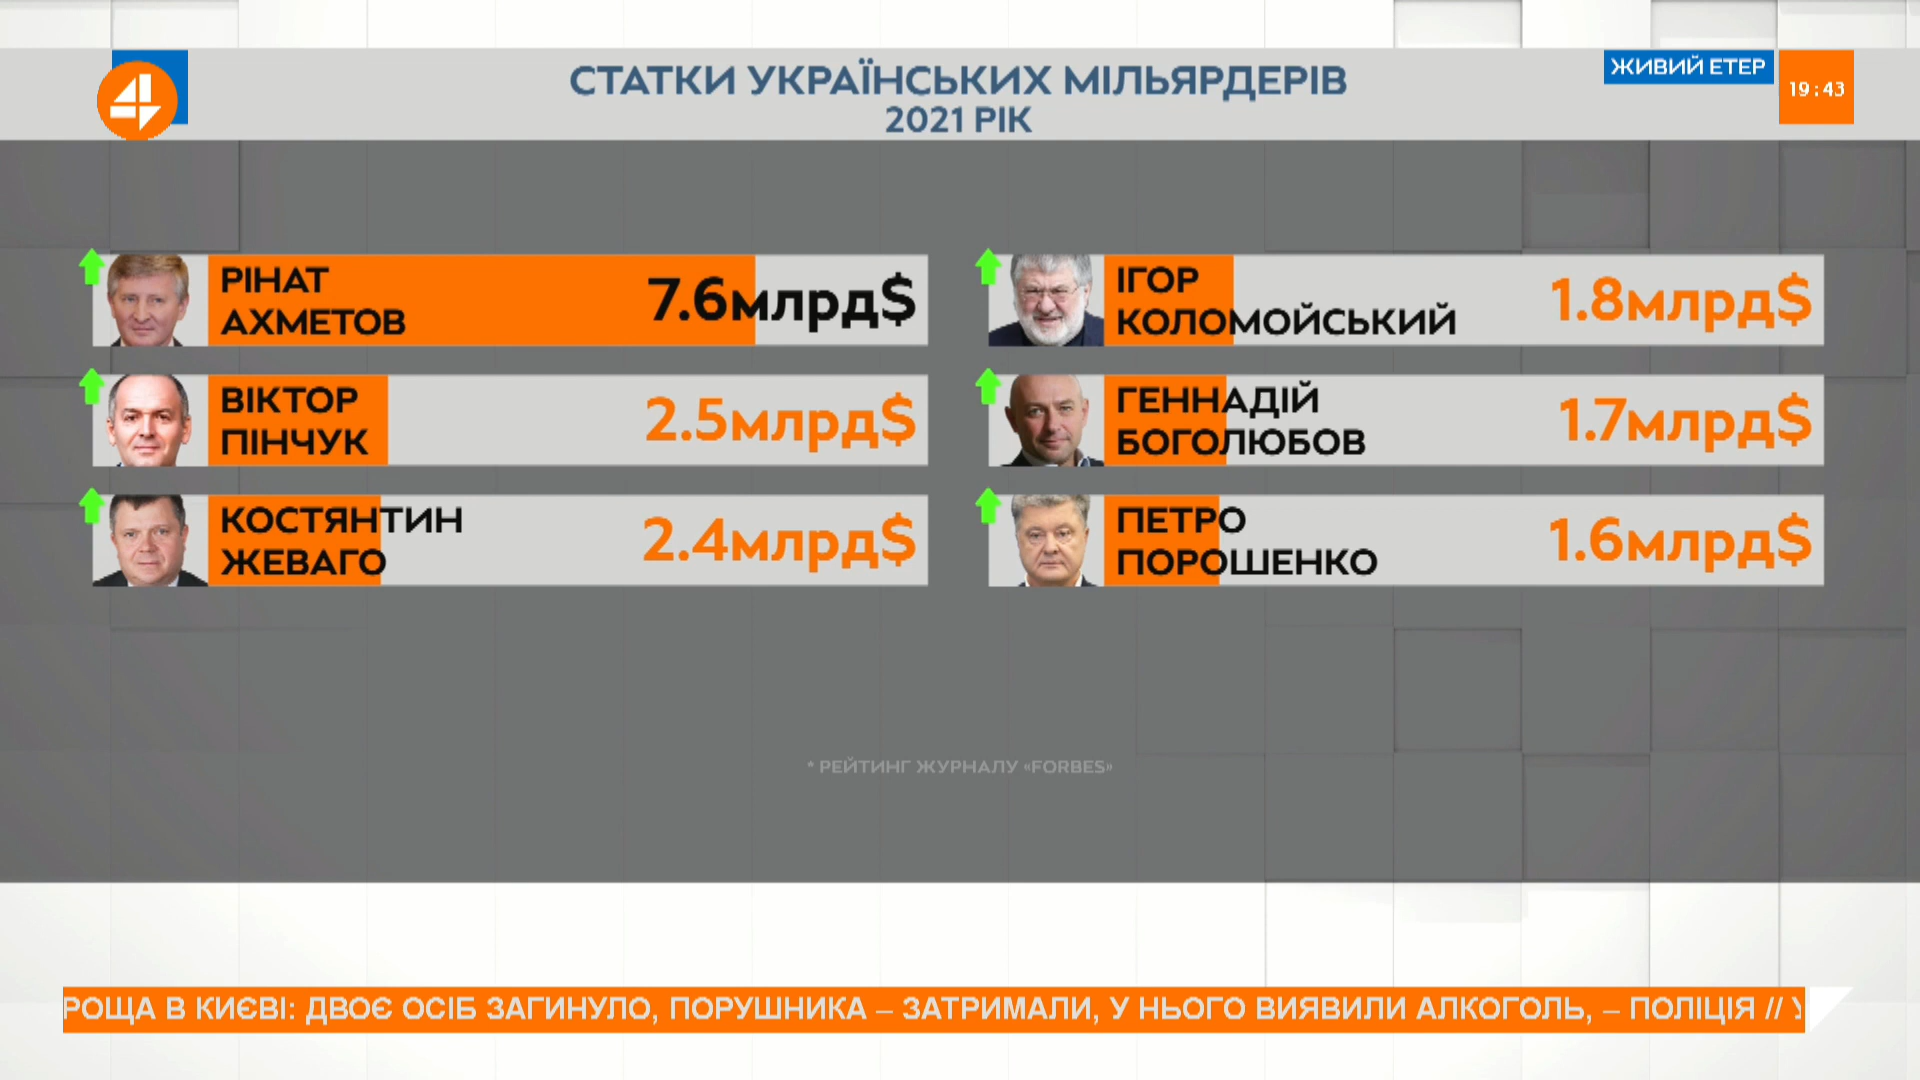 СТАТКИ УКРАЇНСЬКИХ МІЛЬЯРДЕРІВ
2021 РІК
ЖИВИЙ ЕТЕР
19:43
4
РІНАТ
АХМЕТОВ
7.6млрд$
ВІКТОР
ПІНЧУК
2.5млрд$
КОСТЯНТИН
ЖЕВАГО
2.4млрд$
ІГОР
КОЛОМОЙСЬКИЙ
1.8млрд$
ГЕННАДІЙ
БОГОЛЮБОВ
1.7млрд$
ПЕТРО
ПОРОШЕНКО
1.6млрд$
* РЕЙТИНГ ЖУРНАЛУ «FORBES»
РОЩА В КИЄВІ: ДВОЄ ОСІБ ЗАГИНУЛО, ПОРУШНИКА – ЗАТРИМАЛИ, У НЬОГО ВИЯВИЛИ АЛКОГОЛЬ, – ПОЛІЦІЯ //